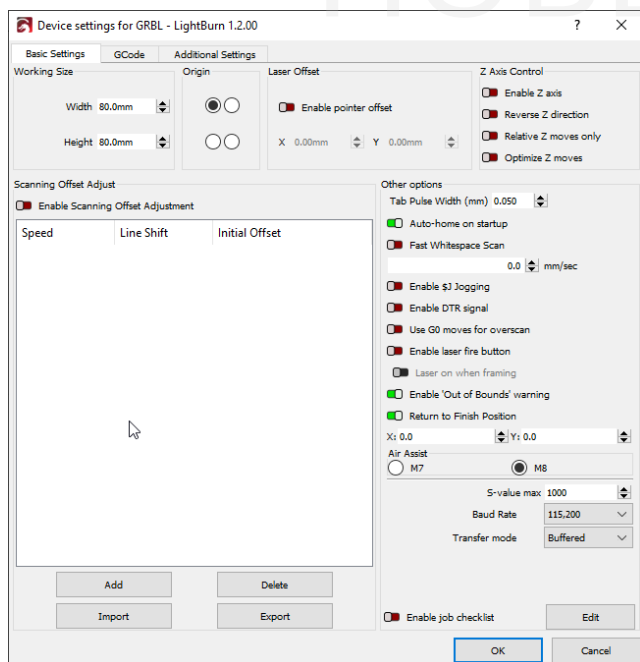 HOBB
Device settings for GRBL - LightBurn 1.2.00 ?
Basic Settings GCode Additional Settings
Working Size
Width 80.0mm
Height 80.0mm
Origin
Laser Offset
Enable pointer offset
X 0.00mm Y 0.00mm
Z Axis Control
Enable Z axis
Reverse Z direction
Relative Z moves only
Optimize Z moves
Scanning Offset Adjust
Enable Scanning Offset Adjustment
Speed Line Shift Initial Offset
Add Delete
Import Export
Other options
Tab Pulse Width (mm) 0.050
Auto-home on startup
Fast Whitespace Scan
0.0 mm/sec
Enable $J Jogging
Enable DTR signal
Use G0 moves for overscan
Enable laser fire button
Laser on when framing
Enable 'Out of Bounds' warning
Return to Finish Position
X: 0.0 Y: 0.0
Air Assist
M7 M8
S-value max 1000
Baud Rate 115,200
Transfer mode Buffered
Enable job checklist Edit
OK Cancel